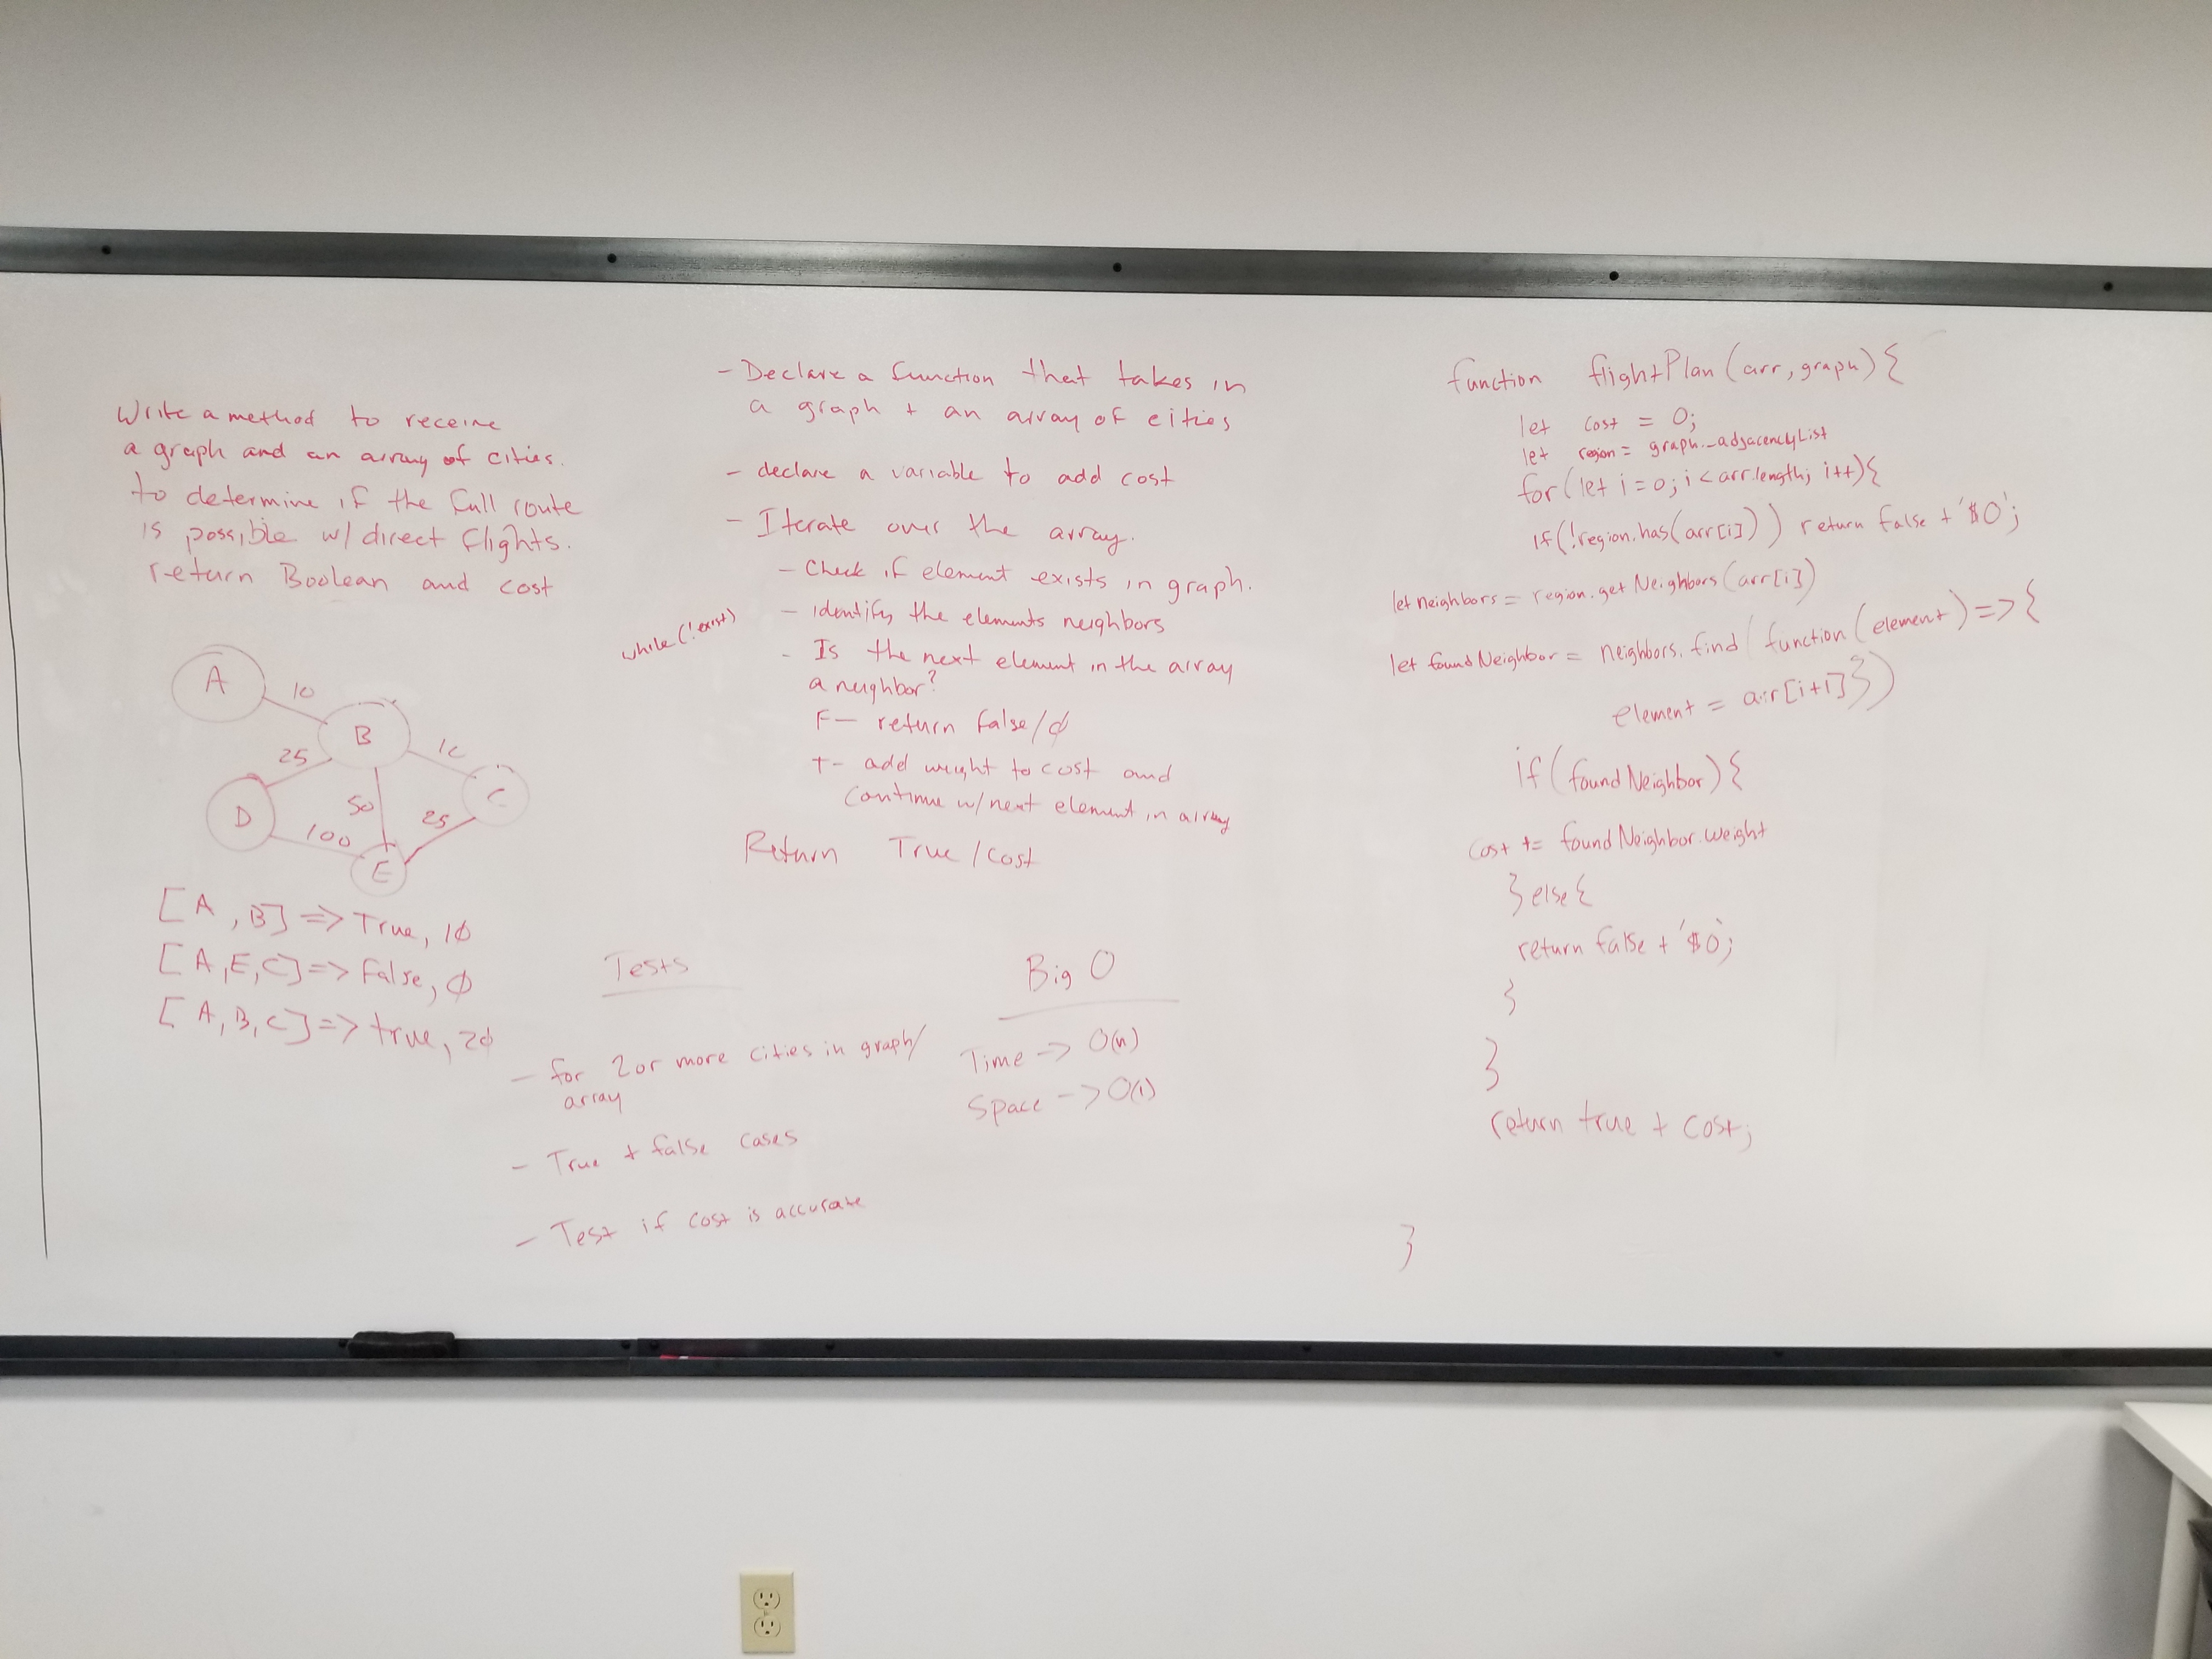 Write a method to receive
a graph and an array of cities.
to determine if the full route
is possible w/ direct flights.
return Boolean and cost
A
10
B
25
10
D
50
25
C
100
E
[A, B] => True, 10
[A, E, C] => False, 0
[A, B, C] => true, 20
- Declare a function that takes in
a graph + an array of cities
- declare a variable to add cost
- Iterate over the array.
- Check if element exists in graph.
- identify the elements neighbors
while (!exist)
- Is the next element in the array
a neighbor?
F- return false/0
T- add weight to cost and
continue w/next element in array
Return True / cost
Tests
- for 2 or more cities in graph/
array
- True + false cases
- Test if cost is accurate
Big O
Time -> O(n)
Space -> O(1)
function flightPlan(arr, graph){
let cost = 0;
let region = graph._adjacencyList
for(let i=0; i < arr.length; i++){
if(!region.has(arr[i])) return false + '$0';
let neighbors = region.getNeighbors(arr[i])
let foundNeighbor = neighbors.find(function(element) => {
element = arr[i+1]})
if(foundNeighbor){
cost += foundNeighbor.weight
} else {
return false + '$0';
}
}
return true + cost;
}